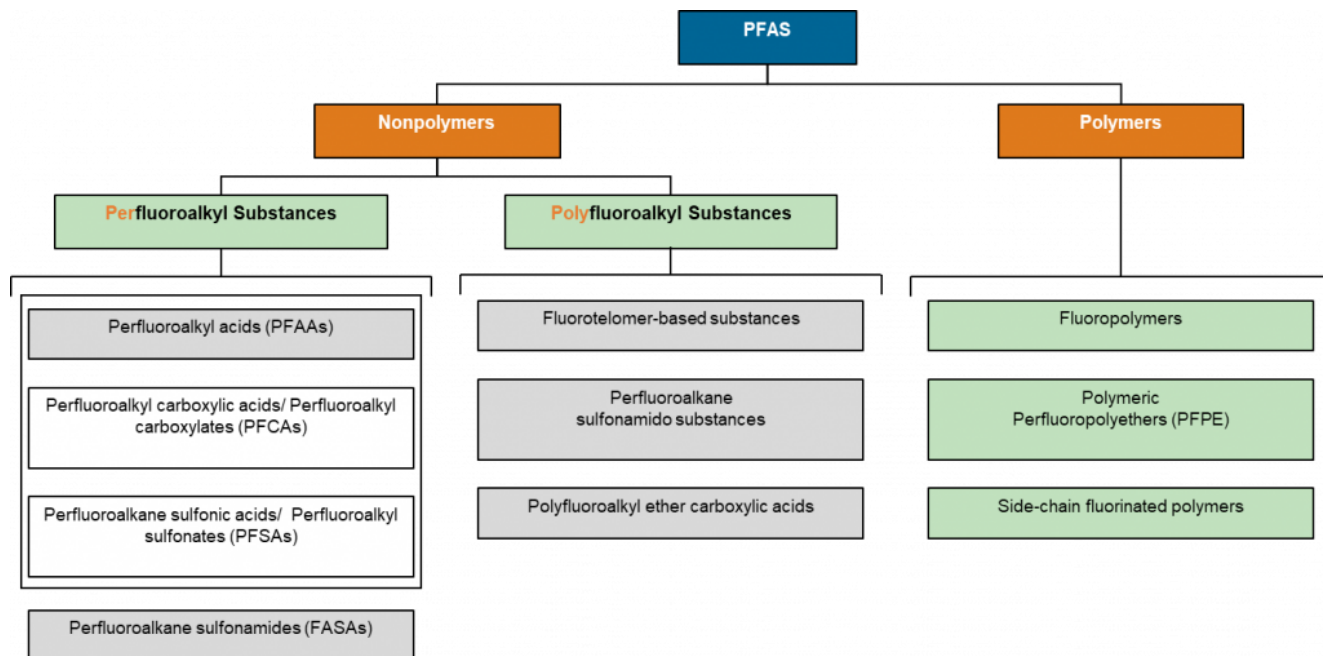 PFAS
Nonpolymers
Polymers
Perfluoroalkyl Substances
Polyfluoroalkyl Substances
Perfluoroalkyl acids (PFAAs)
Perfluoroalkyl carboxylic acids/ Perfluoroalkyl
carboxylates (PFCAs)
Perfluoroalkane sulfonic acids/ Perfluoroalkyl
sulfonates (PFSAs)
Perfluoroalkane sulfonamides (FASAs)
Fluorotelomer-based substances
Perfluoroalkane
sulfonamido substances
Polyfluoroalkyl ether carboxylic acids
Fluoropolymers
Polymeric
Perfluoropolyethers (PFPE)
Side-chain fluorinated polymers